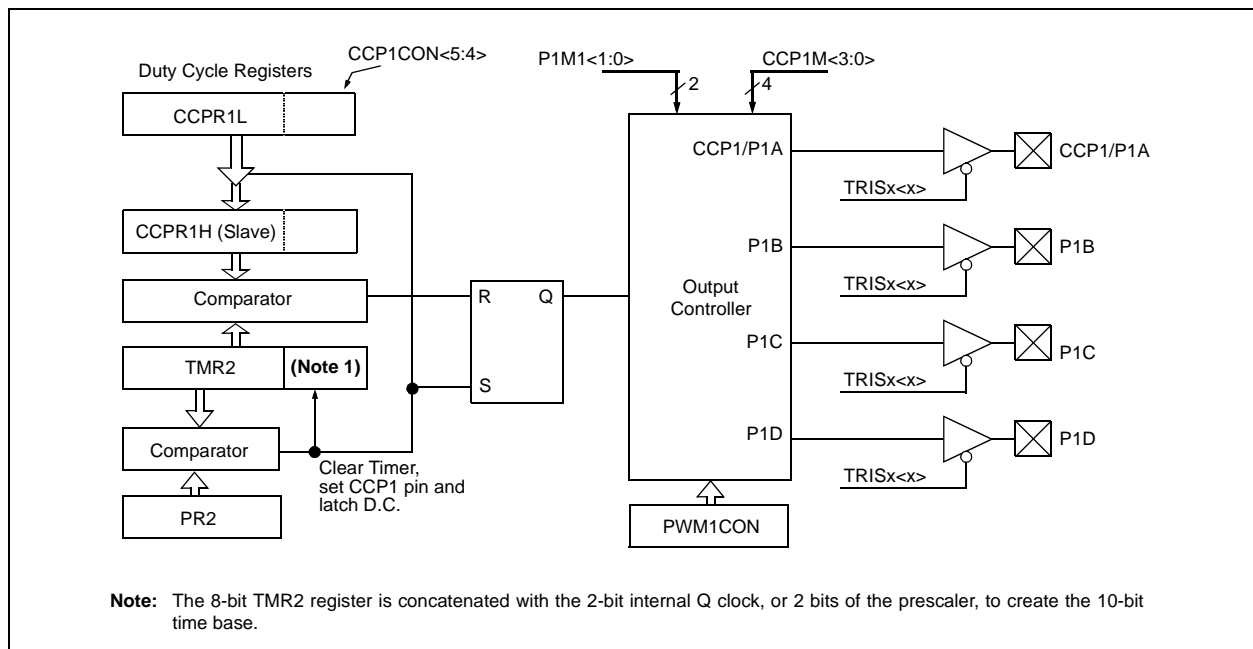 CCP1CON<5:4>
Duty Cycle Registers
CCPR1L
CCPR1H (Slave)
Comparator
TMR2
(Note 1)
Comparator
PR2
Clear Timer,
set CCP1 pin and
latch D.C.
R
Q
S
P1M1<1:0>
2
CCP1M<3:0>
4
Output
Controller
CCP1/P1A
P1B
P1C
P1D
PWM1CON
TRISx<x>
CCP1/P1A
TRISx<x>
P1B
TRISx<x>
P1C
TRISx<x>
P1D
Note: The 8-bit TMR2 register is concatenated with the 2-bit internal Q clock, or 2 bits of the prescaler, to create the 10-bit
time base.